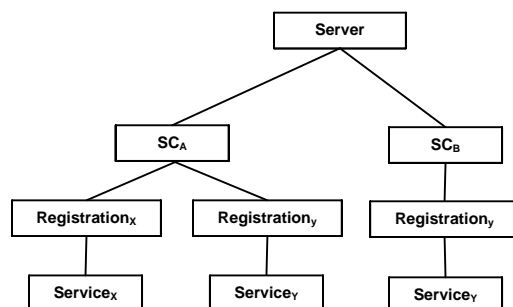 Server
SCA
SCB
RegistrationX
Registrationy
Registrationy
ServiceX
ServiceY
ServiceY